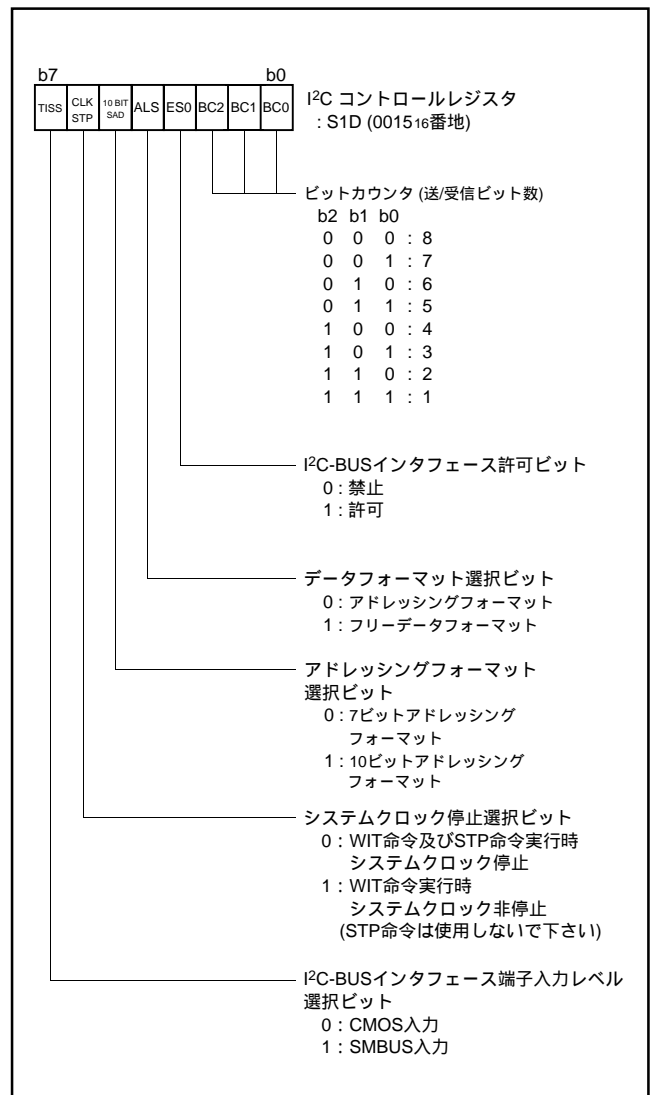 b7 b0
TISS CLK STP 10 BIT SAD ALS ES0 BC2 BC1 BC0
I2C コントロールレジスタ
: S1D (001516番地)
ビットカウンタ (送/受信ビット数)
b2 b1 b0
0 0 0 : 8
0 0 1 : 7
0 1 0 : 6
0 1 1 : 5
1 0 0 : 4
1 0 1 : 3
1 1 0 : 2
1 1 1 : 1
I2C-BUSインタフェース許可ビット
0 : 禁止
1 : 許可
データフォーマット選択ビット
0 : アドレッシングフォーマット
1 : フリーデータフォーマット
アドレッシングフォーマット
選択ビット
0 : 7ビットアドレッシング
フォーマット
1 : 10ビットアドレッシング
フォーマット
システムクロック停止選択ビット
0 : WIT命令及びSTP命令実行時
システムクロック停止
1 : WIT命令実行時
システムクロック非停止
(STP命令は使用しないで下さい)
I2C-BUSインタフェース端子入力レベル
選択ビット
0 : CMOS入力
1 : SMBUS入力